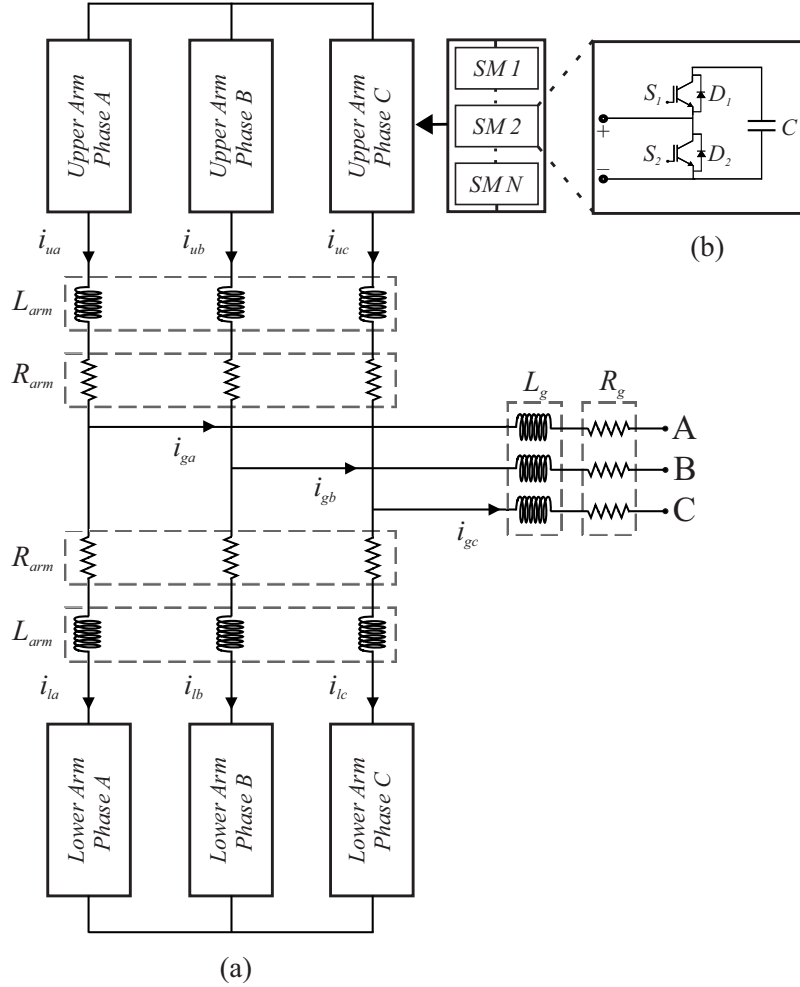 Upper Arm
Phase A
Upper Arm
Phase B
Upper Arm
Phase C
SM 1
SM 2
SM N
S1
D1
+
C
S2
D2
−
(b)
iua
iub
iuc
Larm
Rarm
Lg
Rg
iga
A
igb
B
igc
C
Rarm
Larm
ila
ilb
ilc
Lower Arm
Phase A
Lower Arm
Phase B
Lower Arm
Phase C
(a)